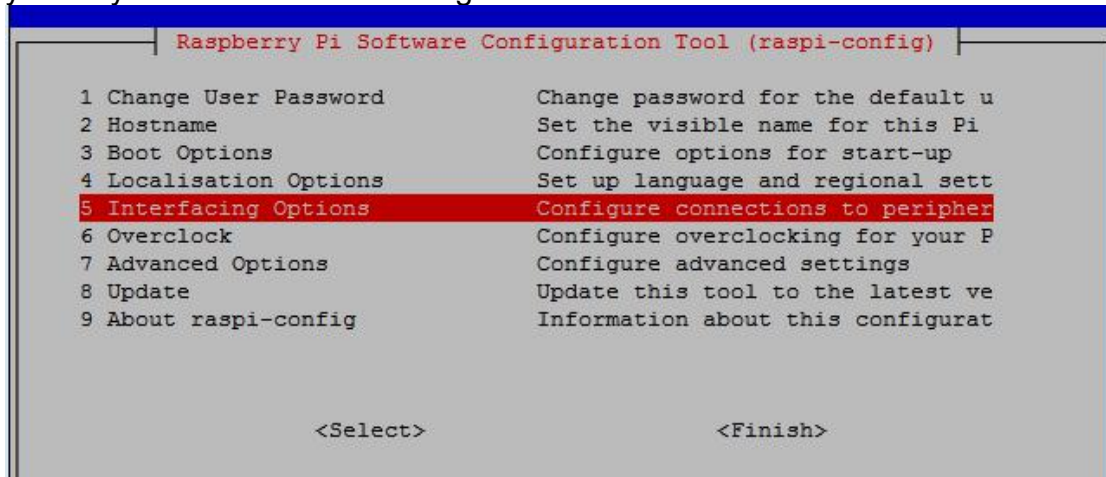 Raspberry Pi Software Configuration Tool (raspi-config)
1 Change User Password Change password for the default u
2 Hostname Set the visible name for this Pi
3 Boot Options Configure options for start-up
4 Localisation Options Set up language and regional sett
5 Interfacing Options Configure connections to peripher
6 Overclock Configure overclocking for your P
7 Advanced Options Configure advanced settings
8 Update Update this tool to the latest ve
9 About raspi-config Information about this configurat
<Select> <Finish>